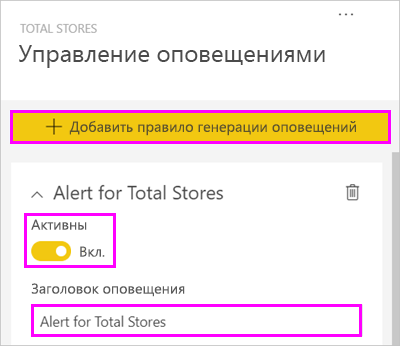 TOTAL STORES
Управление оповещениями
Добавить правило генерации оповещений
Alert for Total Stores
Активны
Вкл.
Заголовок оповещения
Alert for Total Stores